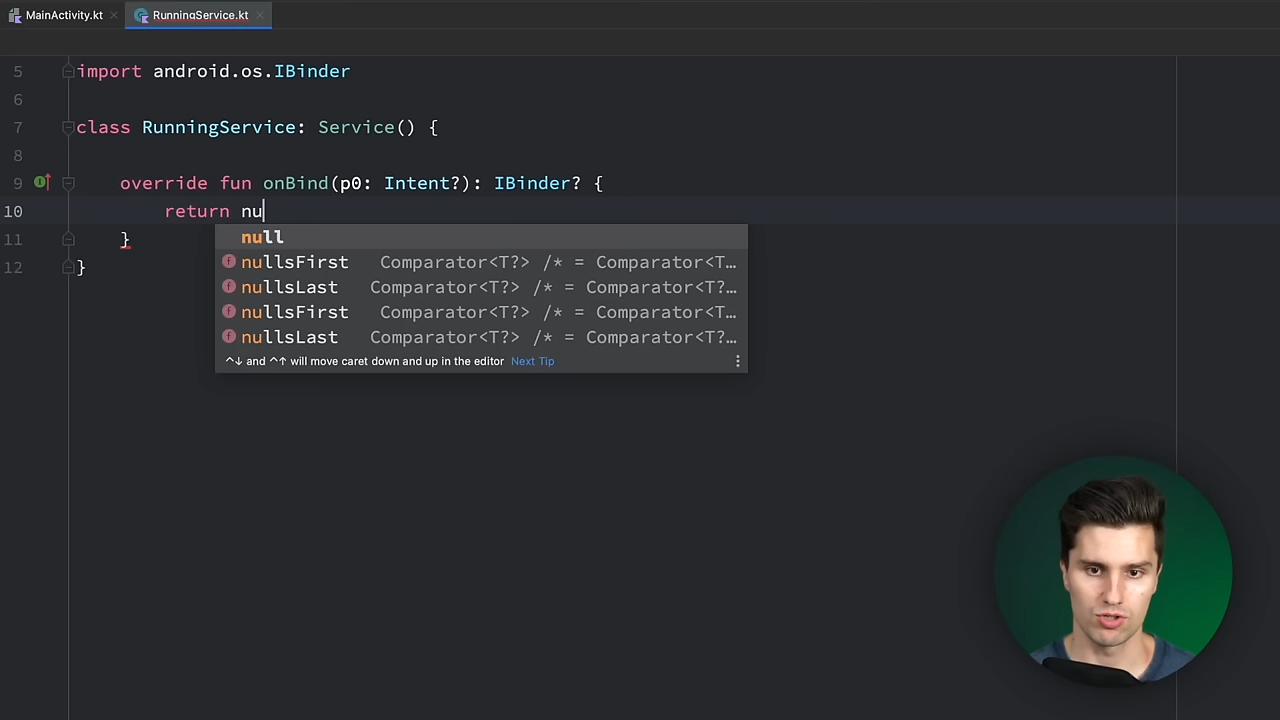 MainActivity.kt
RunningService.kt
5 import android.os.IBinder
6
7 class RunningService: Service() {
8
9 override fun onBind(p0: Intent?): IBinder? {
10 return nu
11 }
12 }
null
f nullsFirst Comparator<T?> /* = Comparator<T...
f nullsLast Comparator<T?> /* = Comparator<T?...
f nullsFirst Comparator<T?> /* = Comparator<T...
f nullsLast Comparator<T?> /* = Comparator<T?...
^↓ and ^↑ will move caret down and up in the editor Next Tip